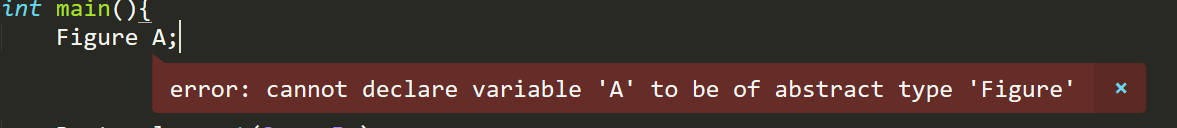 int main(){
Figure A;
error: cannot declare variable 'A' to be of abstract type 'Figure' ×